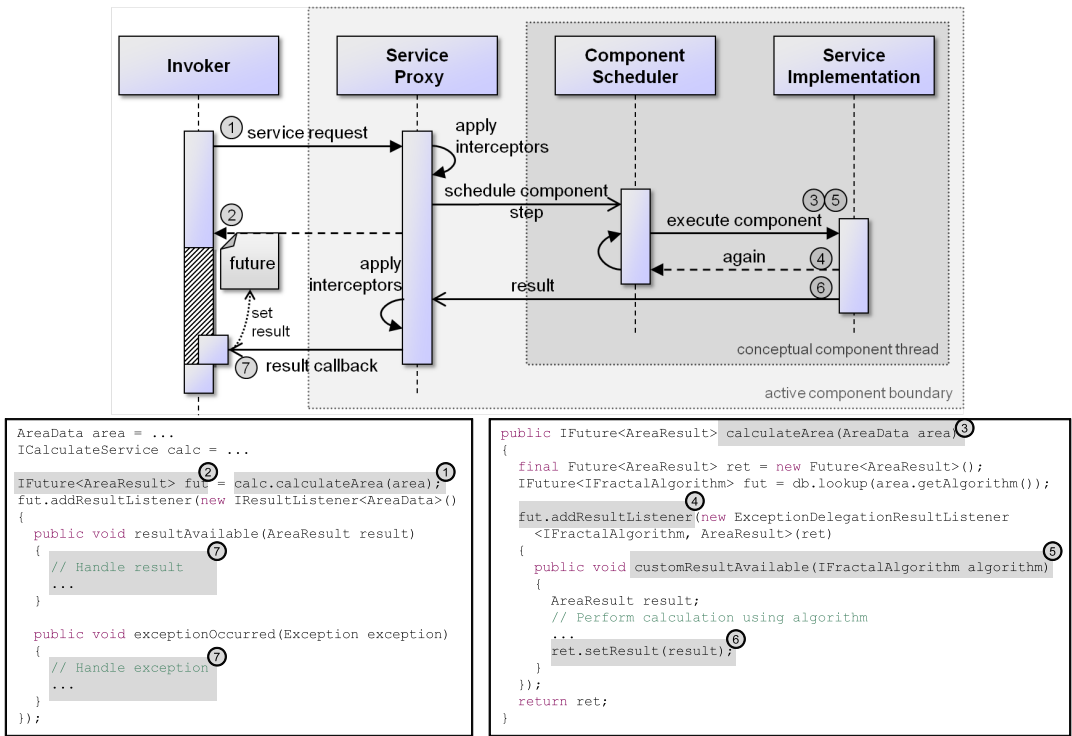 Invoker
Service
Proxy
Component
Scheduler
Service
Implementation
1 service request
apply
interceptors
schedule component
step
2
3 5
execute component
future
apply
interceptors
again 4
result 6
set
result
7 result callback
conceptual component thread
active component boundary
AreaData area = ...
ICalculateService calc = ...
2 1
IFuture<AreaResult> fut = calc.calculateArea(area);
fut.addResultListener(new IResultListener<AreaData>()
{
public void resultAvailable(AreaResult result)
{ 7
// Handle result
...
}
public void exceptionOccurred(Exception exception)
{ 7
// Handle exception
...
}
});
public IFuture<AreaResult> calculateArea(AreaData area) 3
{
final Future<AreaResult> ret = new Future<AreaResult>();
IFuture<IFractalAlgorithm> fut = db.lookup(area.getAlgorithm());
4
fut.addResultListener(new ExceptionDelegationResultListener
<IFractalAlgorithm, AreaResult>(ret)
{ 5
public void customResultAvailable(IFractalAlgorithm algorithm)
{
AreaResult result;
// Perform calculation using algorithm
... 6
ret.setResult(result);
}
});
return ret;
}